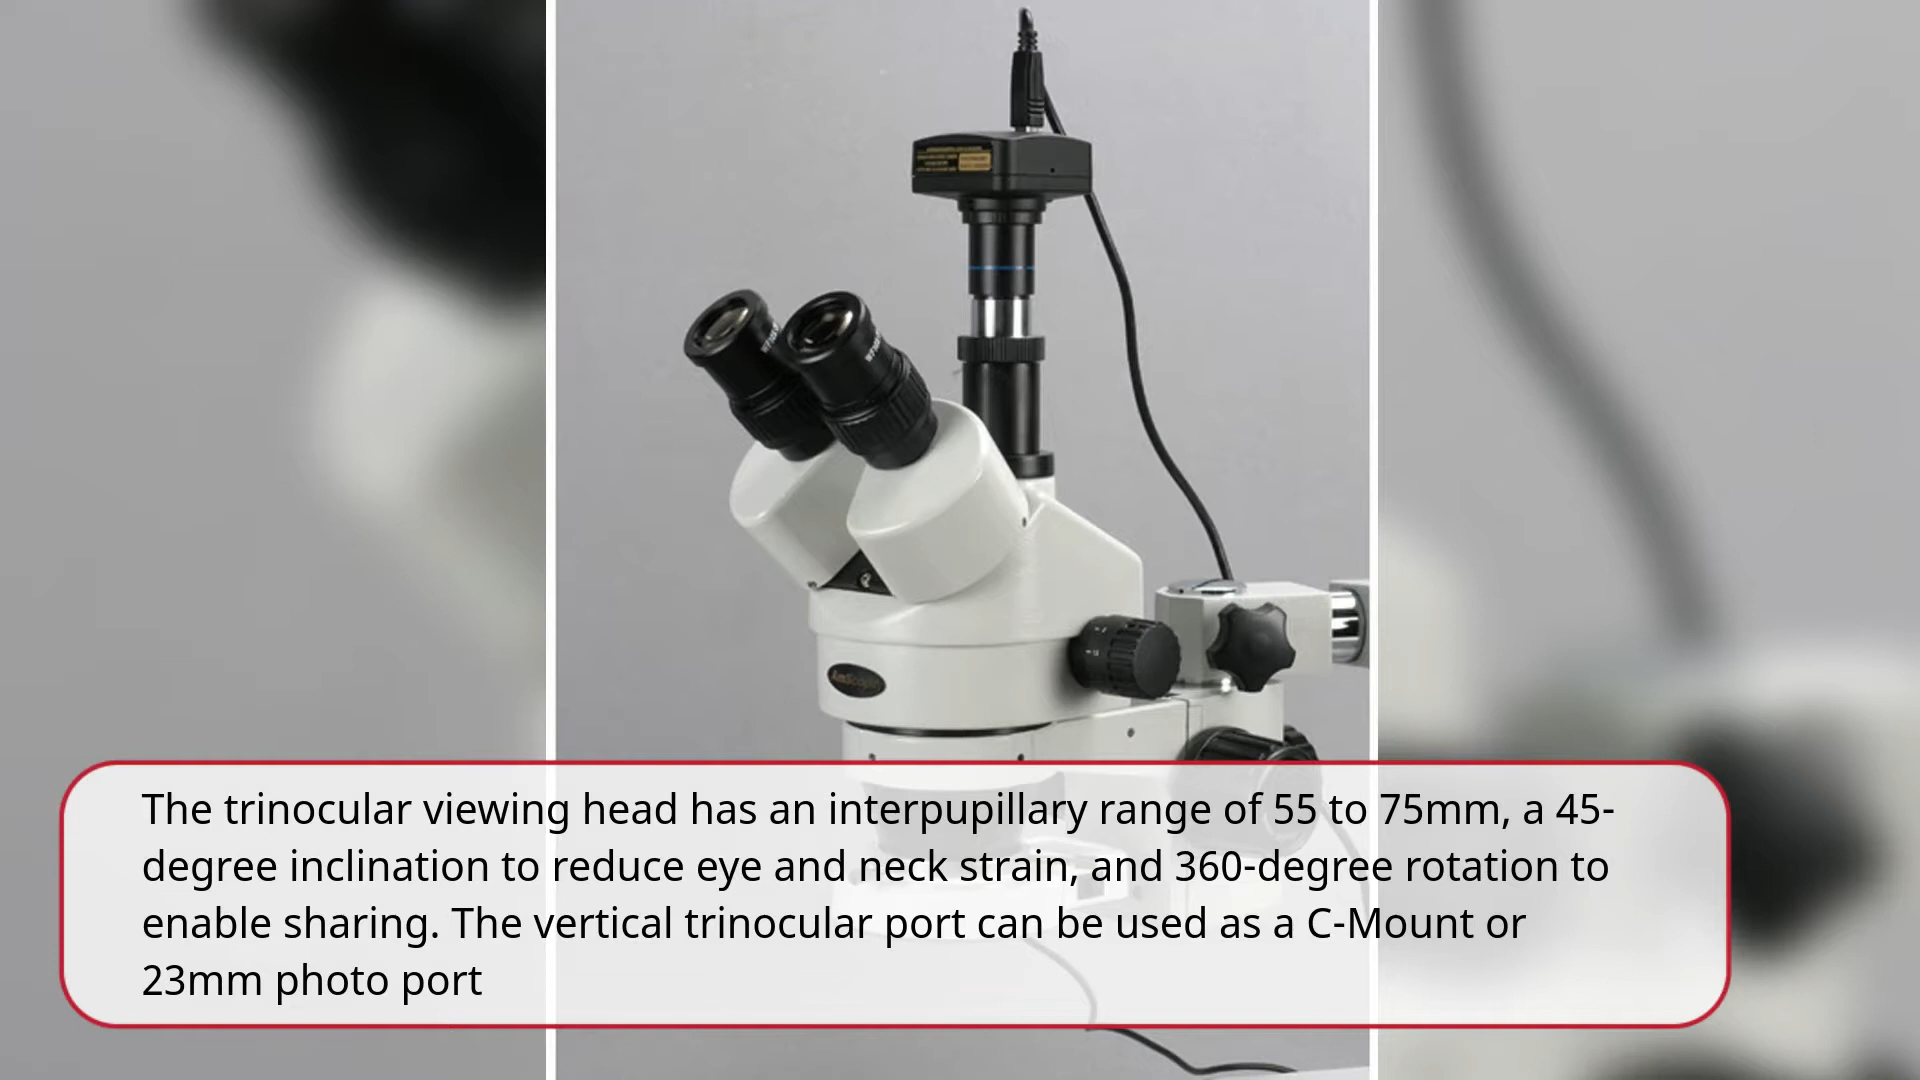 AmScope
The trinocular viewing head has an interpupillary range of 55 to 75mm, a 45-
degree inclination to reduce eye and neck strain, and 360-degree rotation to
enable sharing. The vertical trinocular port can be used as a C-Mount or
23mm photo port